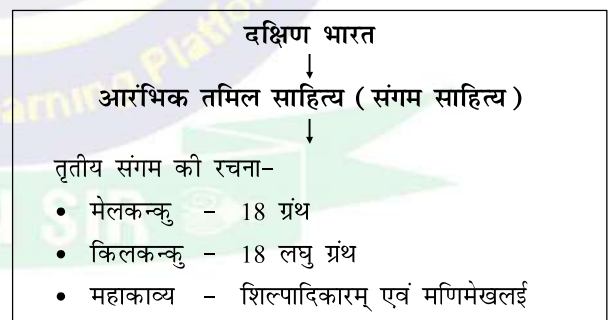 दक्षिण भारत
↓
आरंभिक तमिल साहित्य ( संगम साहित्य )
↓
तृतीय संगम की रचना–
• मेलकन्कु – 18 ग्रंथ
• किलकन्कु – 18 लघु ग्रंथ
• महाकाव्य – शिल्पादिकारम् एवं मणिमेखलई